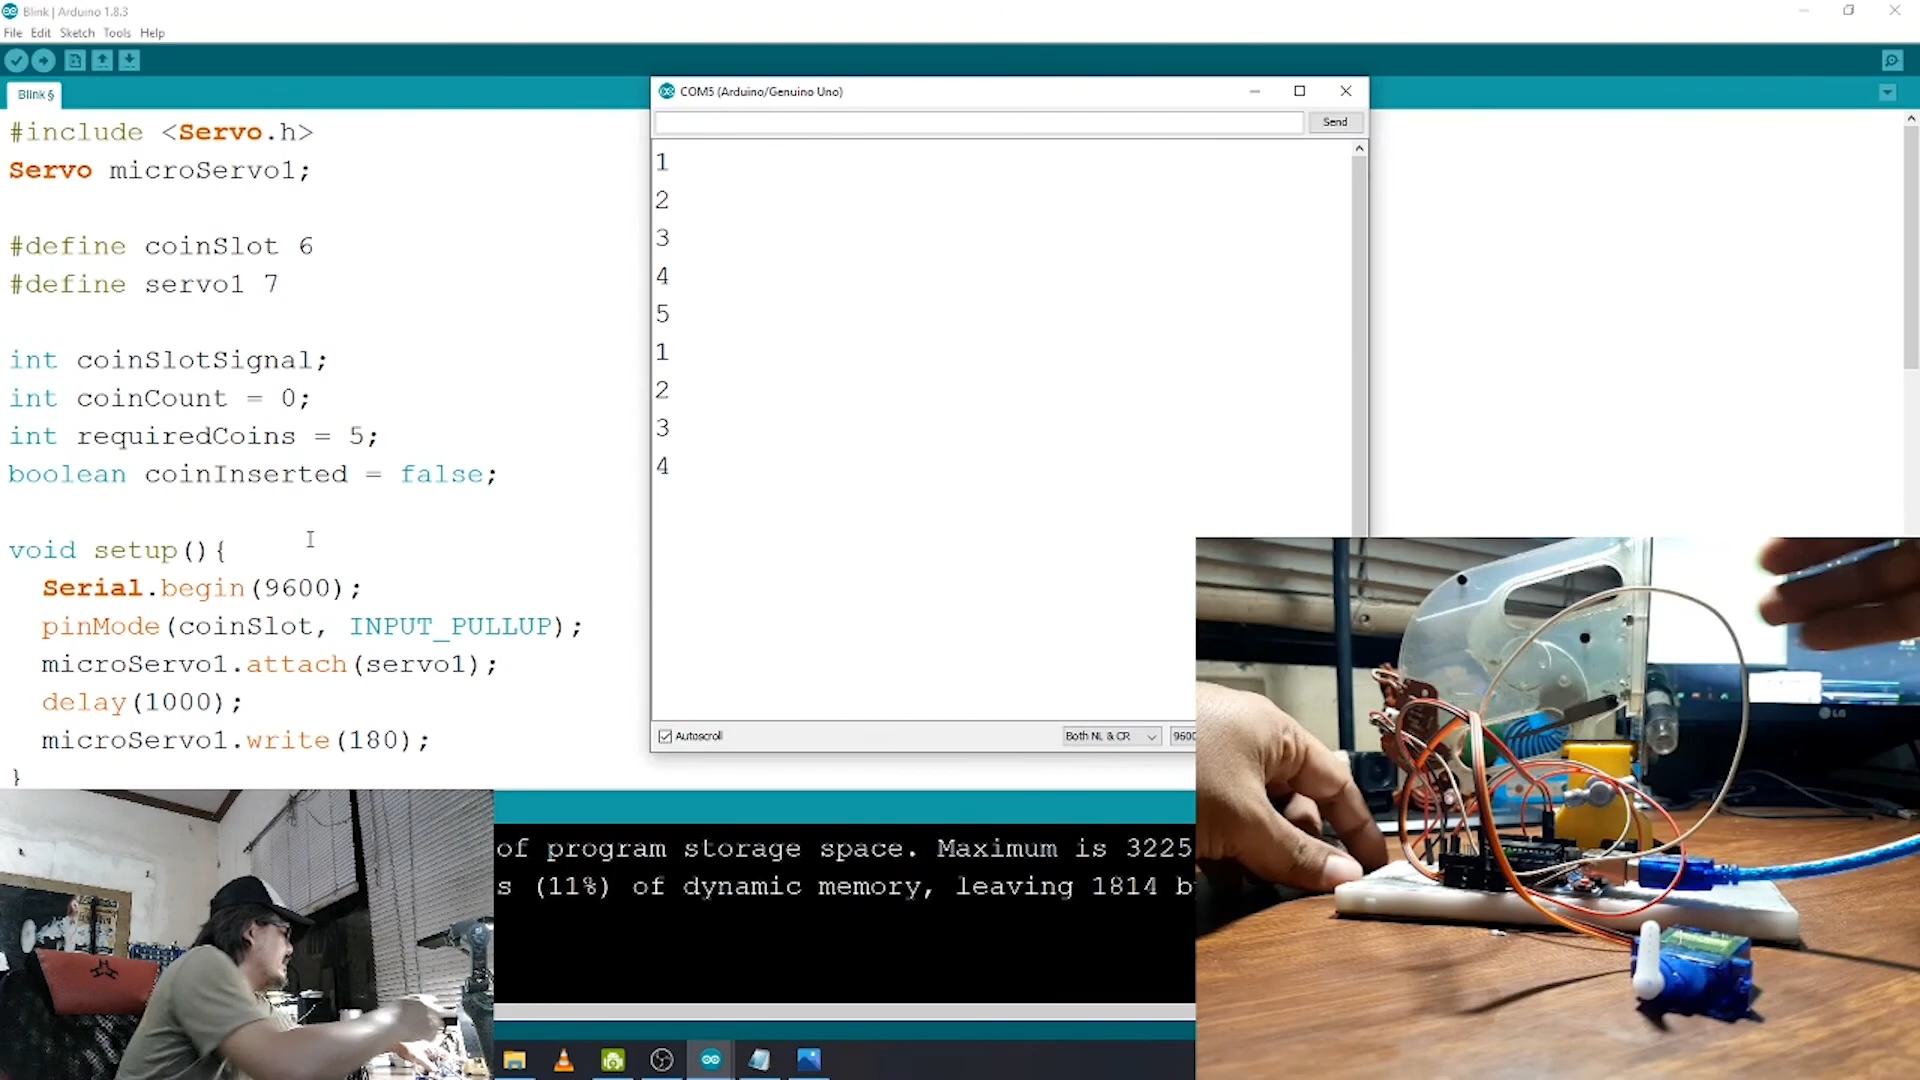 Blink | Arduino 1.8.3
File Edit Sketch Tools Help
Blink §
#include <Servo.h>
Servo microServo1;
#define coinSlot 6
#define servo1 7
int coinSlotSignal;
int coinCount = 0;
int requiredCoins = 5;
boolean coinInserted = false;
void setup(){
Serial.begin(9600);
pinMode(coinSlot, INPUT_PULLUP);
microServo1.attach(servo1);
delay(1000);
microServo1.write(180);
}
COM5 (Arduino/Genuino Uno)
Send
1
2
3
4
5
1
2
3
4
Autoscroll
Both NL & CR
9600
of program storage space. Maximum is 3225
s (11%) of dynamic memory, leaving 1814 b
LG